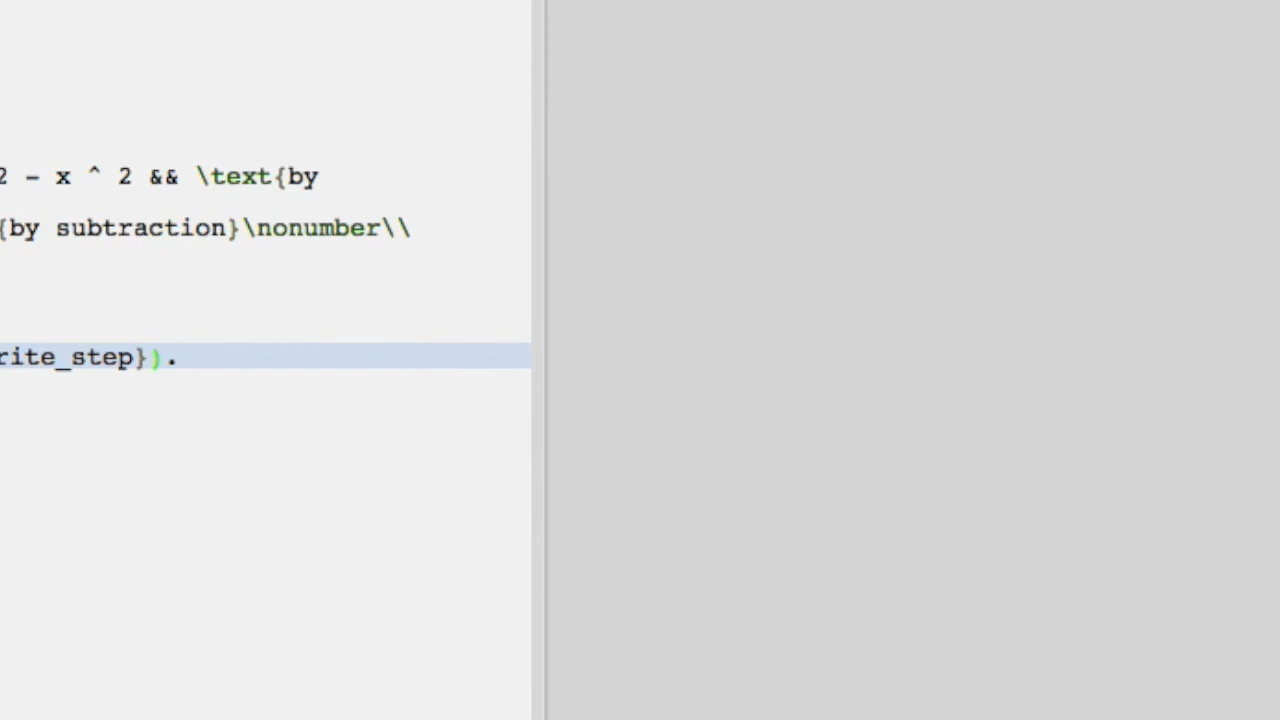 2 - x ^ 2 && \text{by
{by subtraction}\nonumber\\
rite_step}).